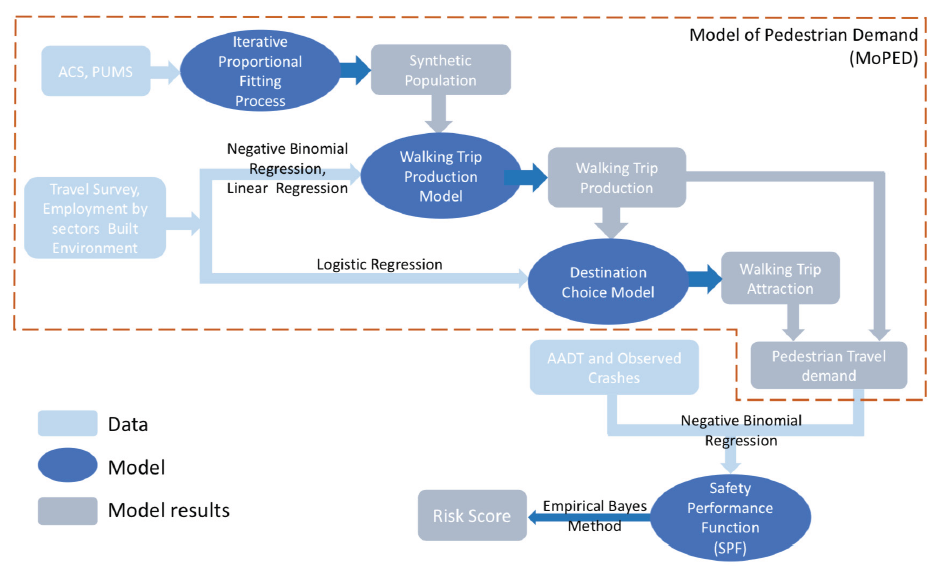 Model of Pedestrian Demand
(MoPED)
ACS, PUMS
Iterative
Proportional
Fitting
Process
Synthetic
Population
Negative Binomial
Regression,
Linear Regression
Walking Trip
Production
Model
Walking Trip
Production
Travel Survey,
Employment by
sectors Built
Environment
Logistic Regression
Destination
Choice Model
Walking Trip
Attraction
AADT and Observed
Crashes
Pedestrian Travel
demand
Negative Binomial
Regression
Data
Model
Model results
Safety
Performance
Function
(SPF)
Empirical Bayes
Method
Risk Score